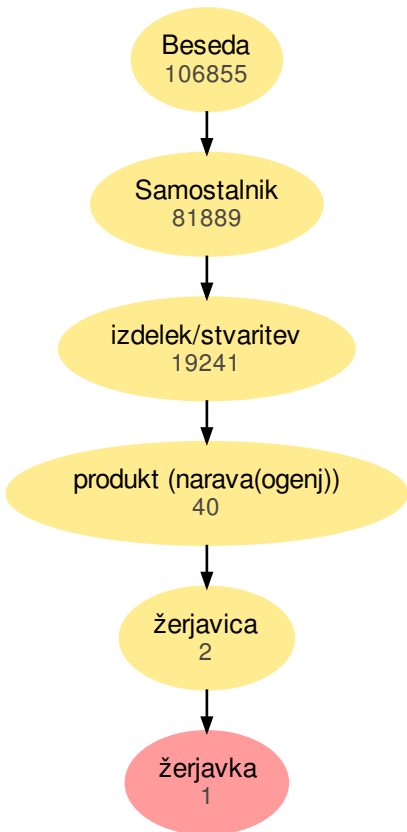 Beseda
106855
Samostalnik
81889
izdelek/stvaritev
19241
produkt (narava(ogenj))
40
žerjavica
2
žerjavka
1